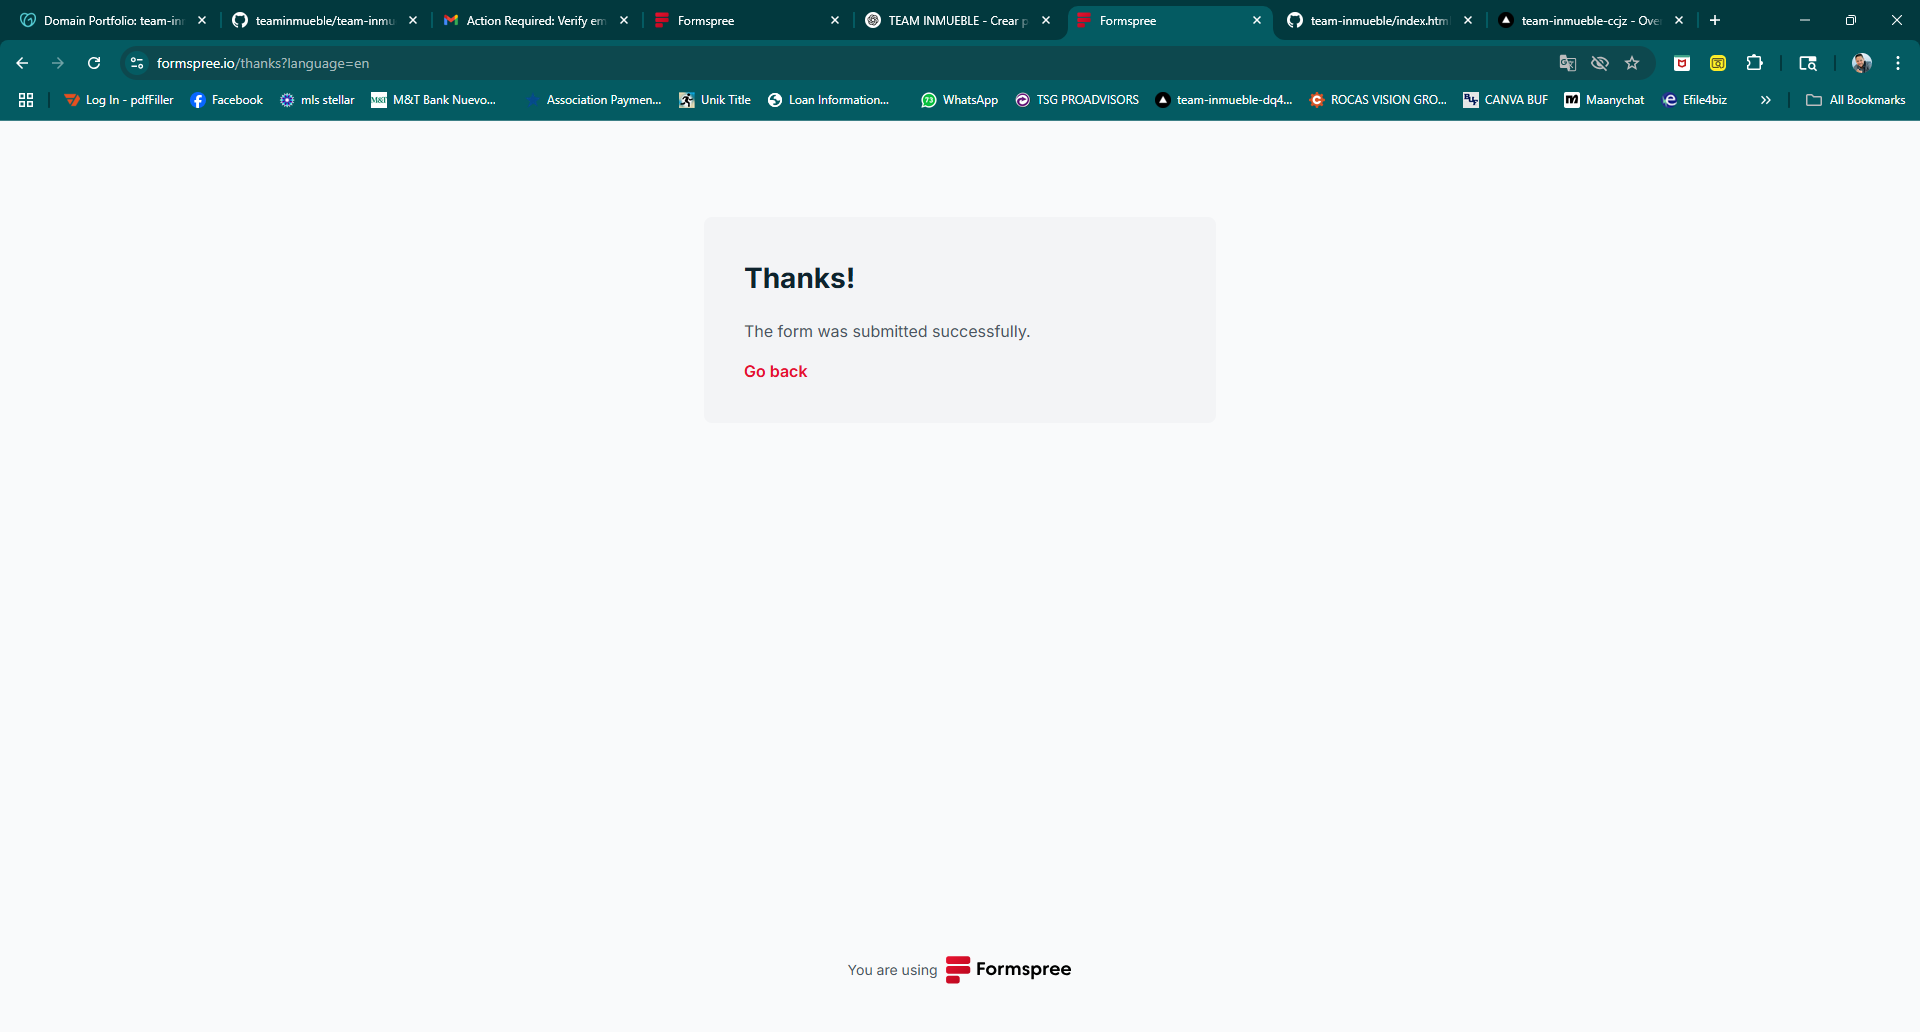 Domain Portfolio: team-in
teaminmueble/team-inmu
Action Required: Verify em
Formspree
TEAM INMUEBLE - Crear p
Formspree
team-inmueble/index.htm
team-inmueble-ccjz - Ove
formspree.io/thanks?language=en
Log In - pdfFiller
Facebook
mls stellar
M&T Bank Nuevo...
Association Paymen...
Unik Title
Loan Information...
WhatsApp
TSG PROADVISORS
team-inmueble-dq4...
ROCAS VISION GRO...
CANVA BUF
Maanychat
Efile4biz
All Bookmarks
Thanks!
The form was submitted successfully.
Go back
You are using Formspree